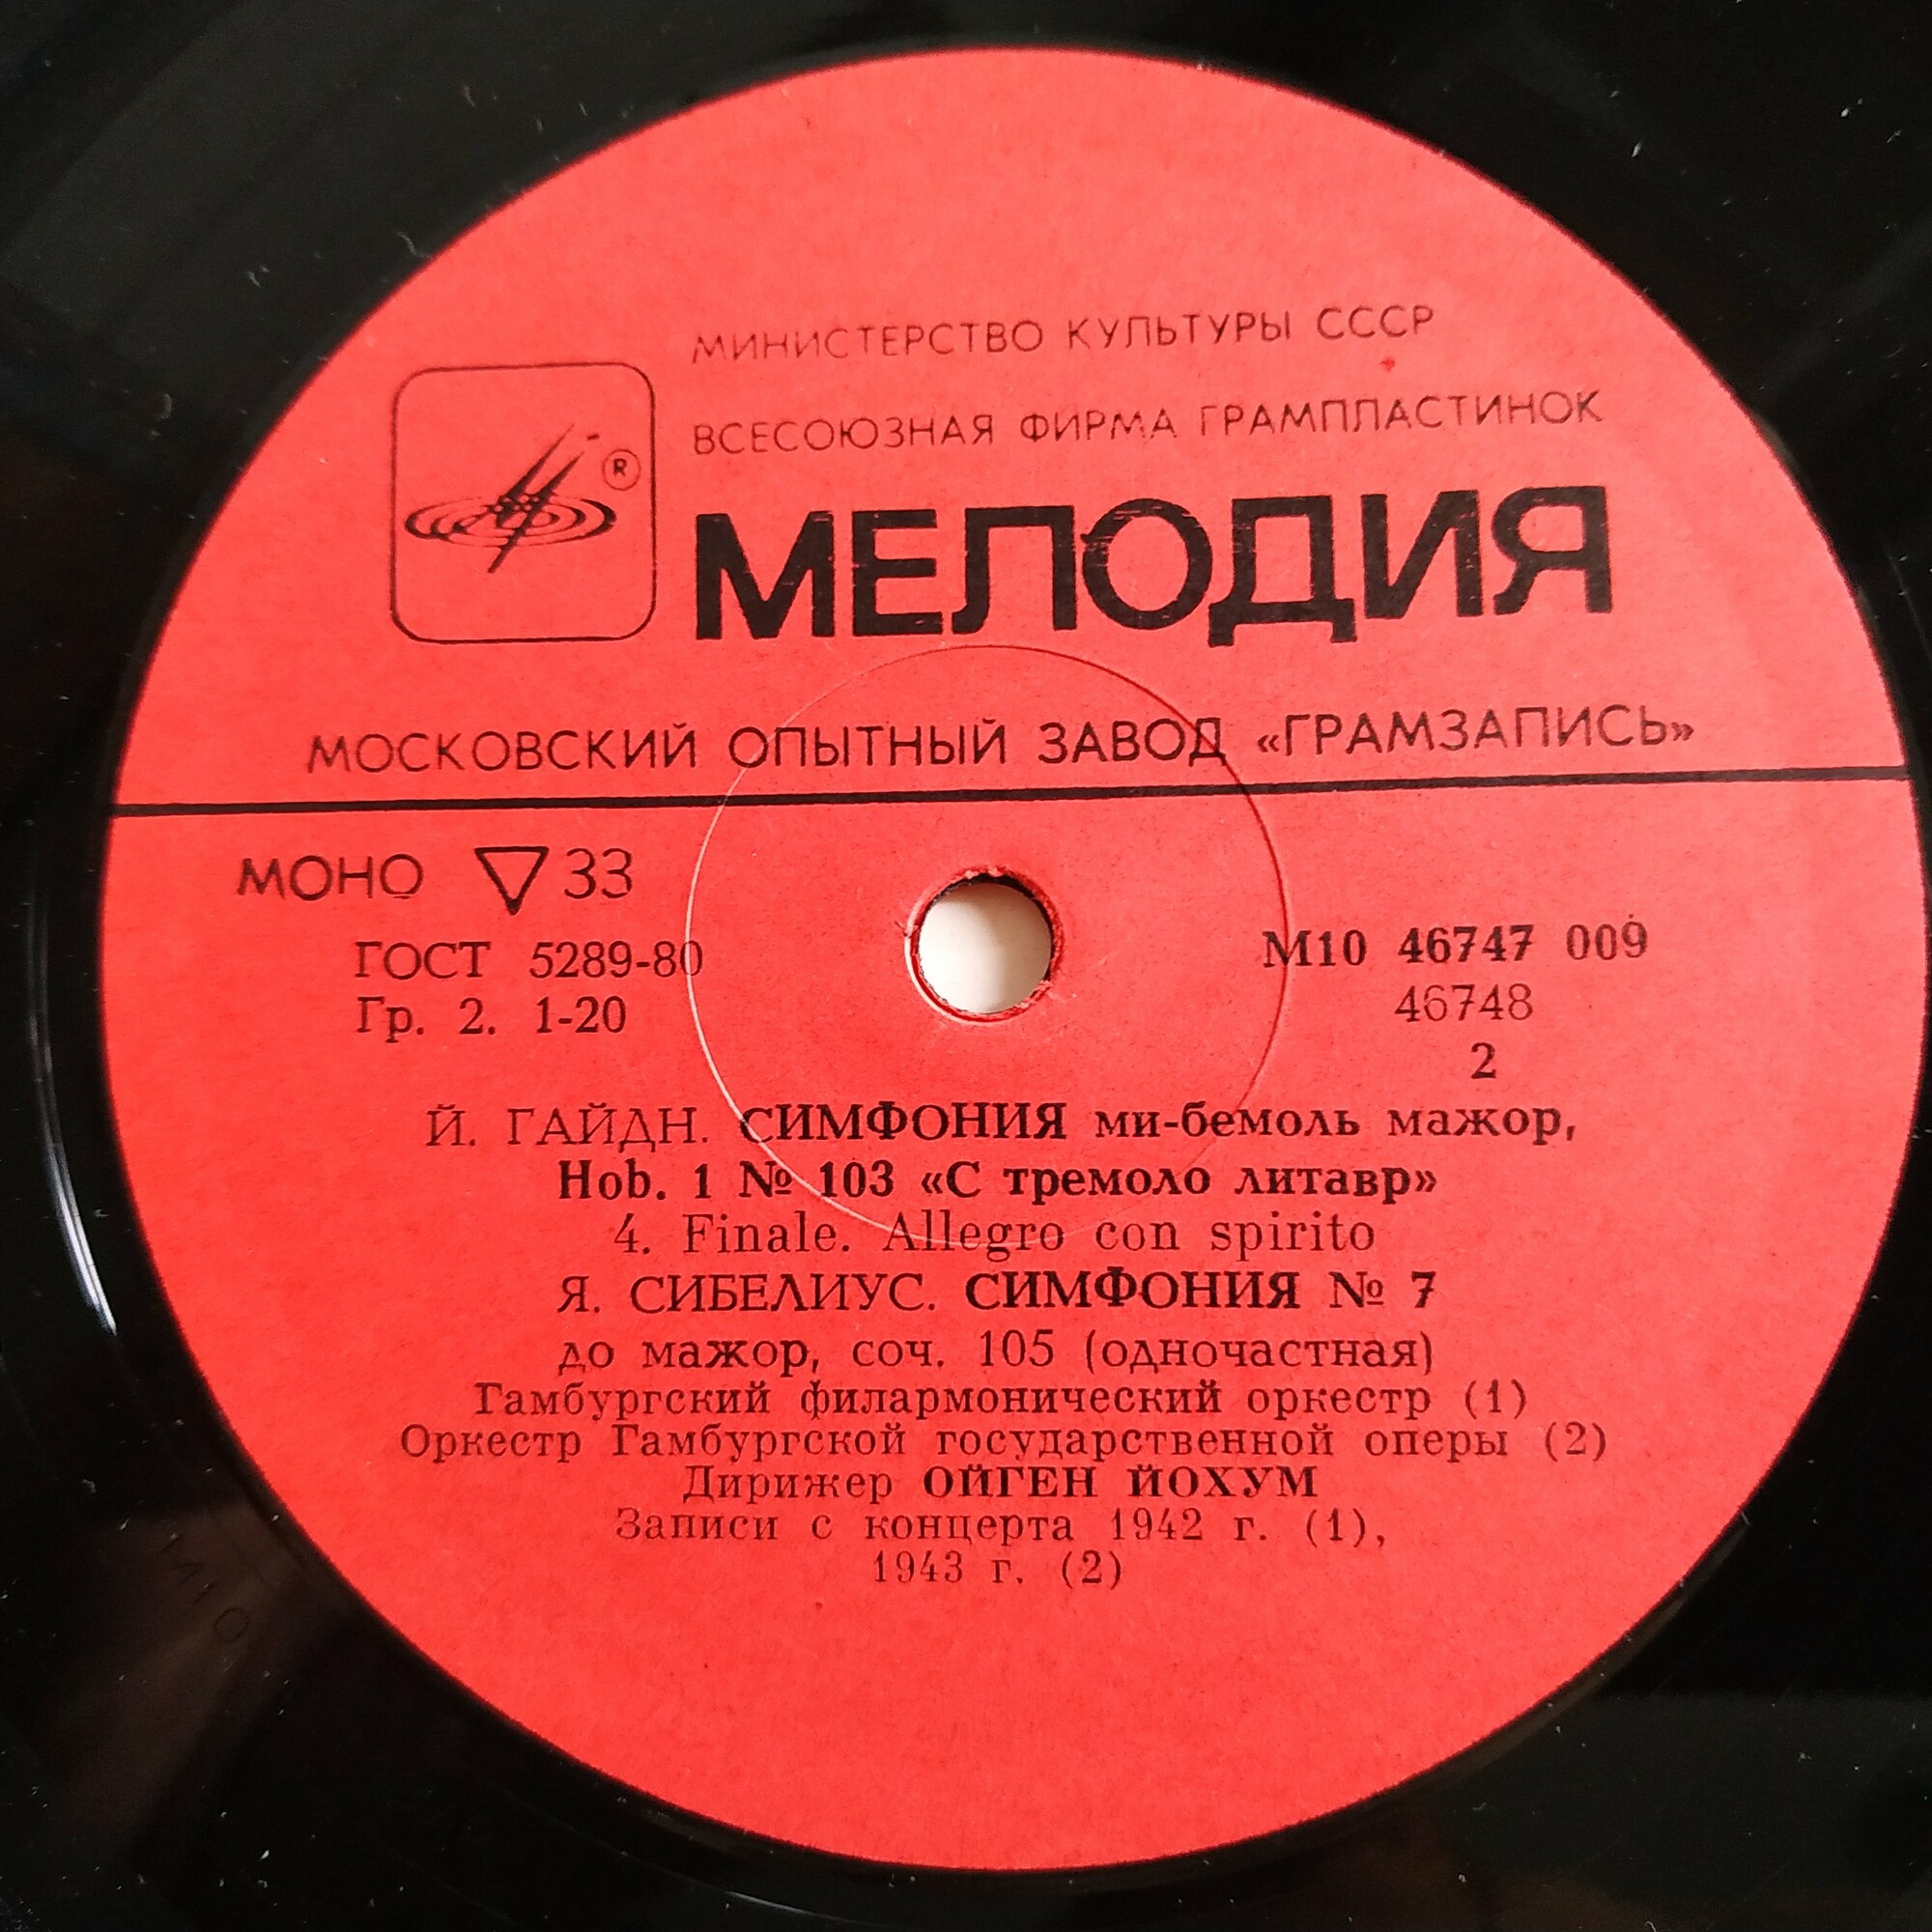 МИНИСТЕРСТВО КУЛЬТУРЫ СССР
ВСЕСОЮЗНАЯ ФИРМА ГРАМПЛАСТИНОК
®
МЕЛОДИЯ
МОСКОВСКИЙ ОПЫТНЫЙ ЗАВОД «ГРАМЗАПИСЬ»
МОНО ▽ 33
ГОСТ 5289-80
Гр. 2. 1-20
М10 46747 009
46748
2
Й. ГАЙДН. СИМФОНИЯ ми-бемоль мажор,
Hob. 1 № 103 «С тремоло литавр»
4. Finale. Allegro con spirito
Я. СИБЕЛИУС. СИМФОНИЯ № 7
до мажор, соч. 105 (одночастная)
Гамбургский филармонический оркестр (1)
Оркестр Гамбургской государственной оперы (2)
Дирижер ОЙГЕН ЙОХУМ
Записи с концерта 1942 г. (1),
1943 г. (2)
М10